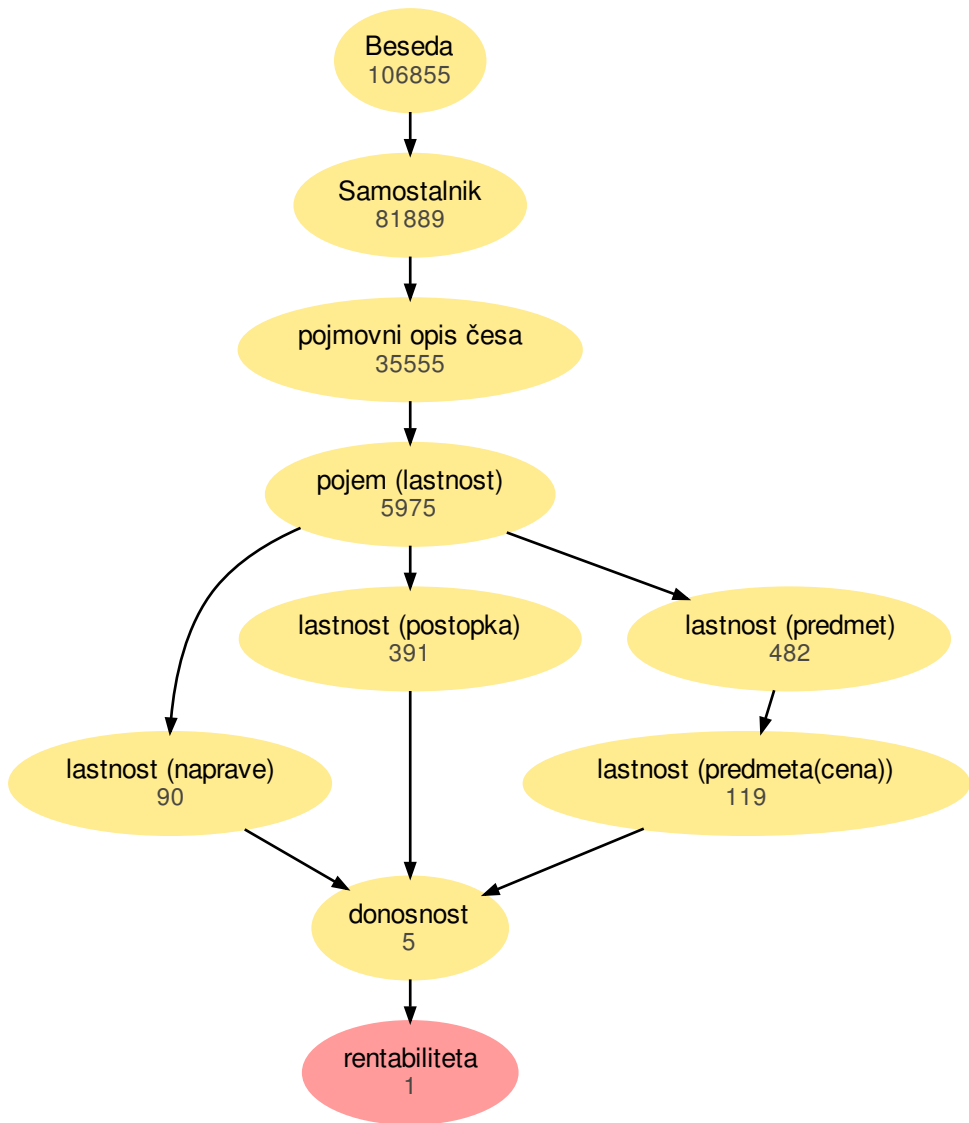 Beseda
106855
Samostalnik
81889
pojmovni opis česa
35555
pojem (lastnost)
5975
lastnost (postopka)
391
lastnost (predmet)
482
lastnost (naprave)
90
lastnost (predmeta(cena))
119
donosnost
5
rentabiliteta
1